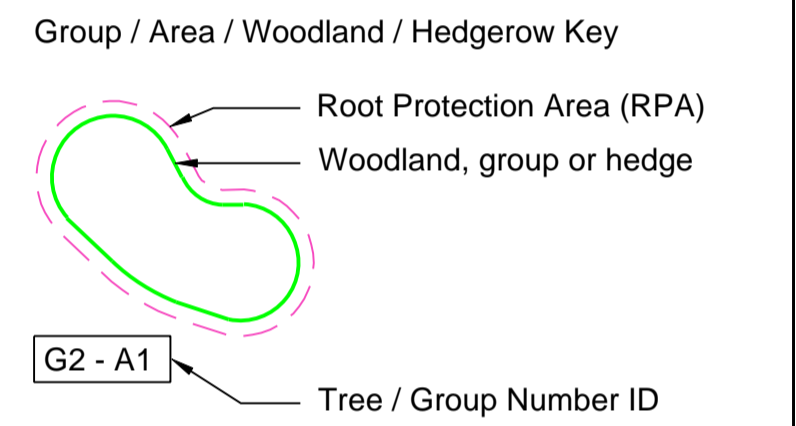 Group / Area / Woodland / Hedgerow Key
Root Protection Area (RPA)
Woodland, group or hedge
G2 - A1
Tree / Group Number ID